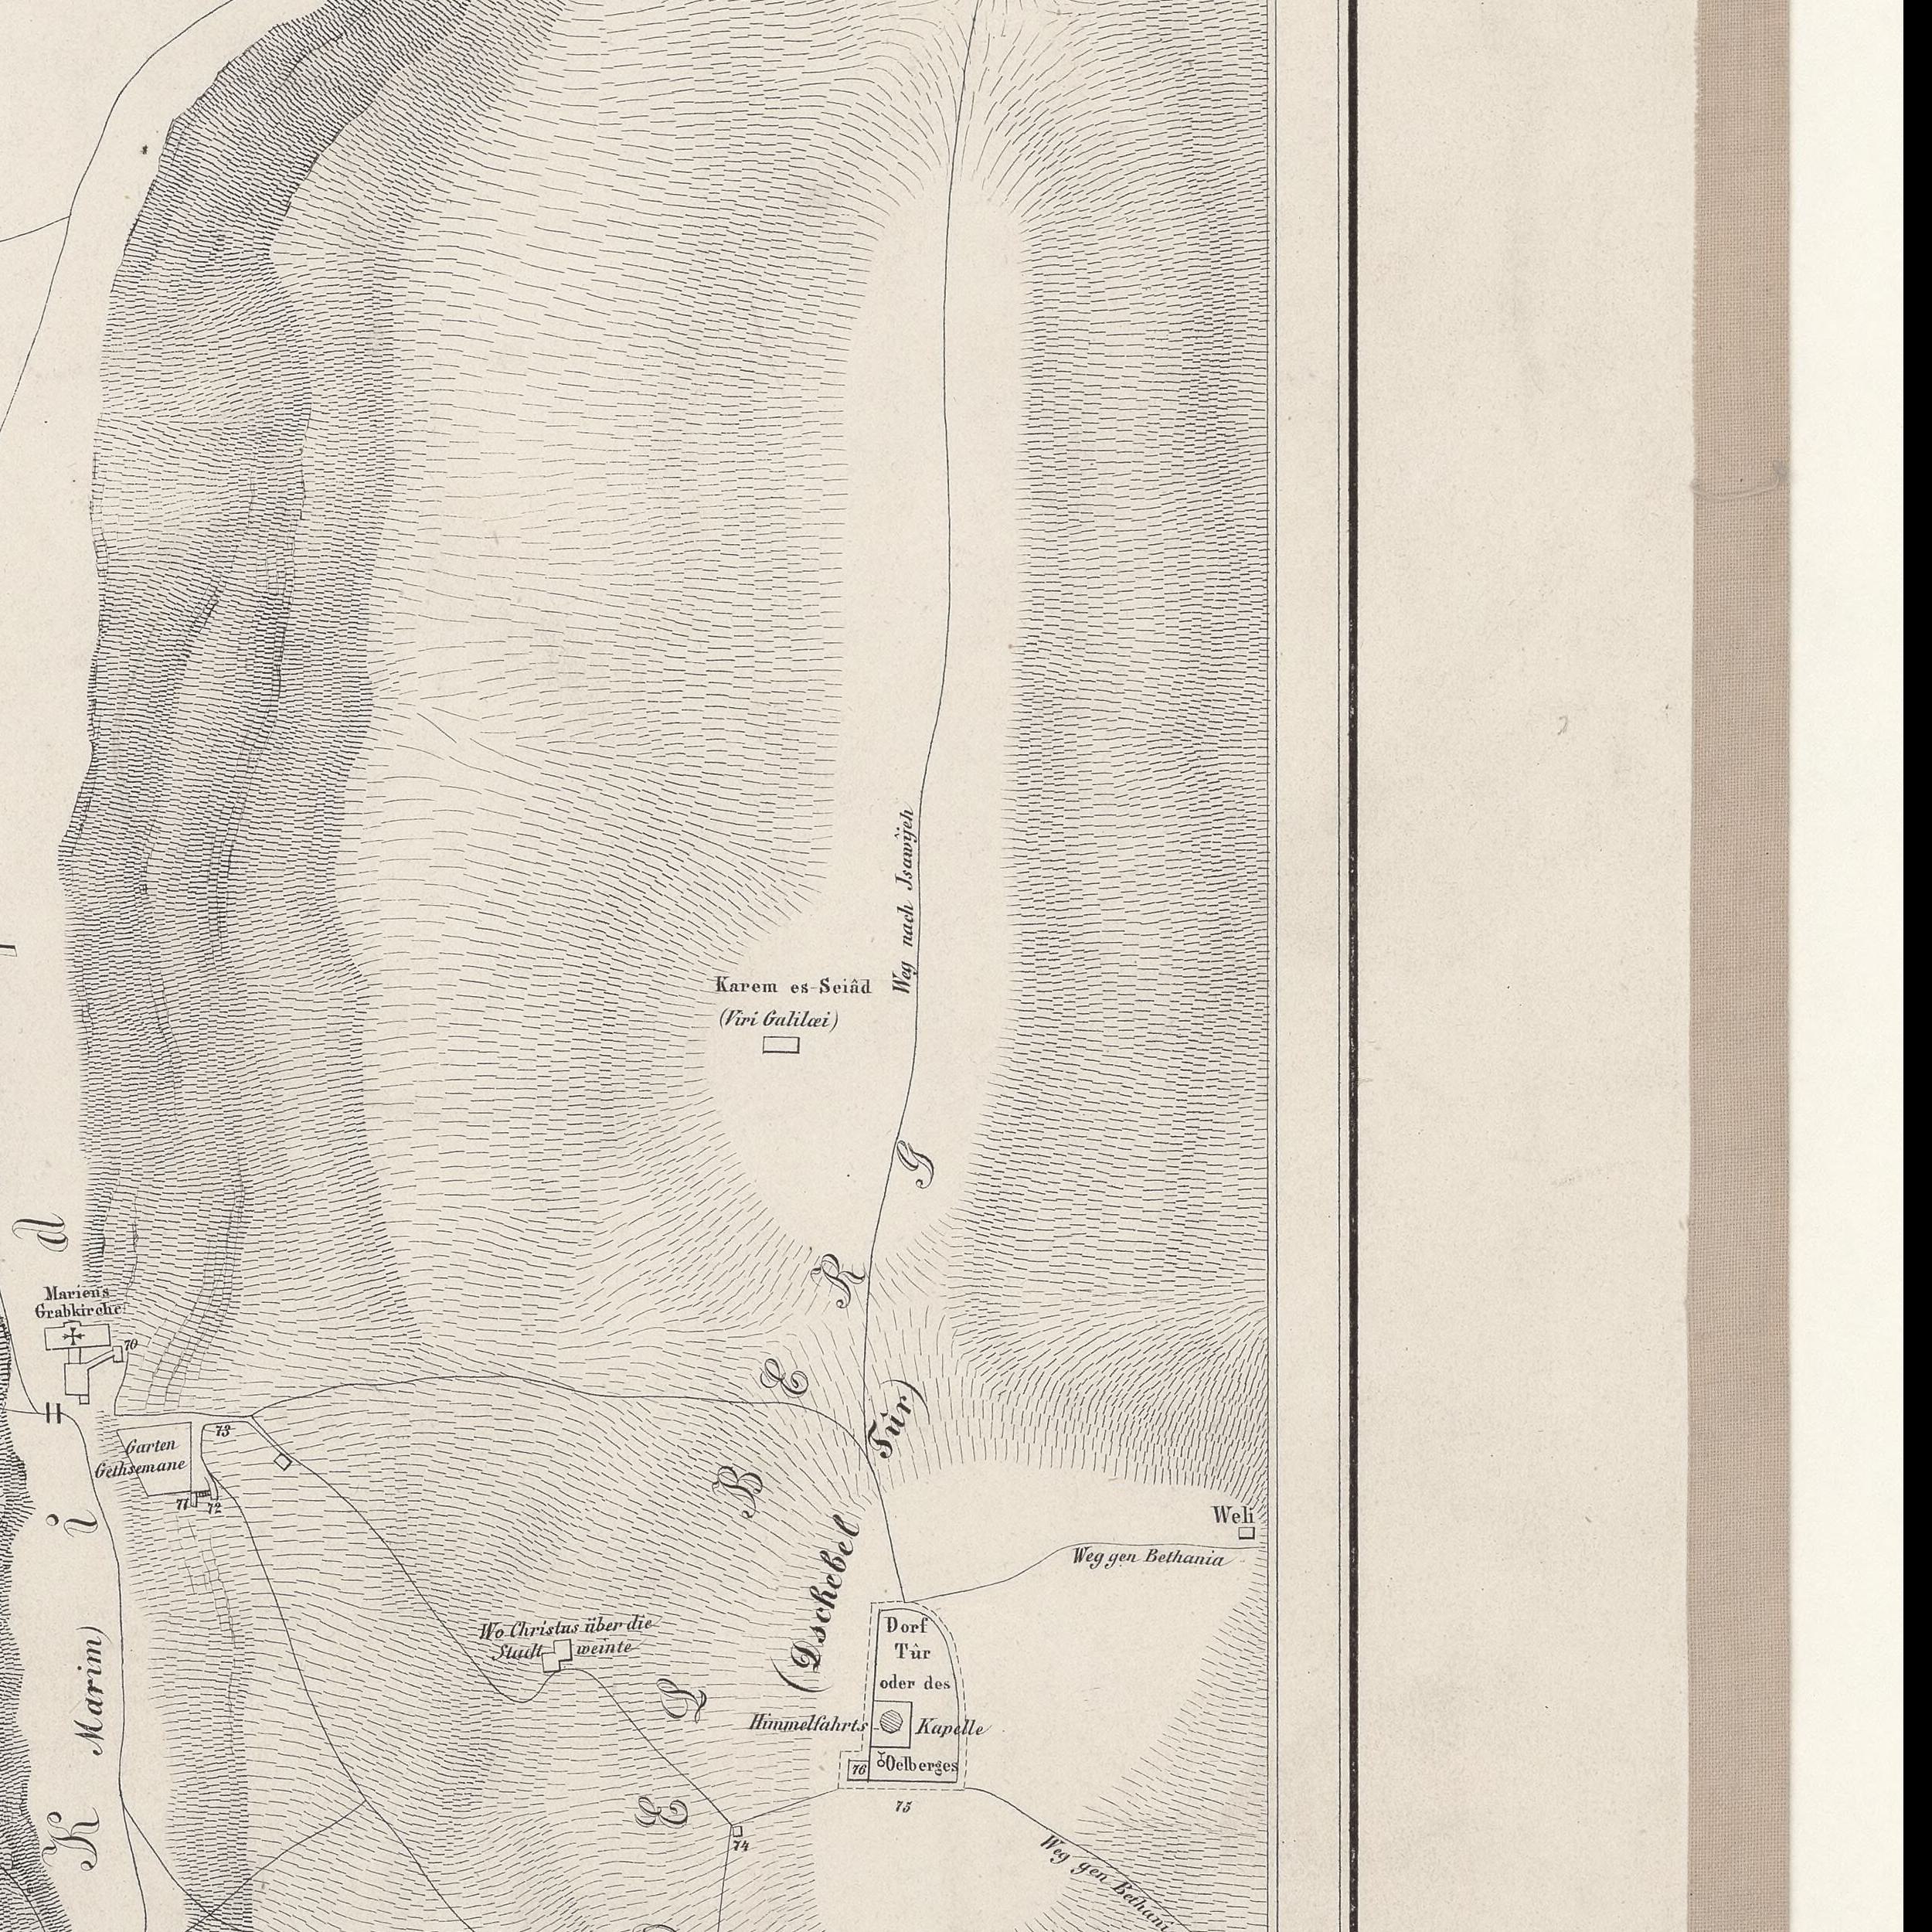 Weg nach Jsawîjeh
Karem es Seiâd
(Viri Galilæi)
G
R
E
B
L
E
(Dschebel Tûr)
d
i
K
Marim)
Mariens
Grabkirche
70
73
Garten
Gethsemane
71
72
Weli
Weg gen Bethania
Wo Christus über die
Stadt weinte
Dorf
Tûr
oder des
Himmelfahrts Kapelle
Oelberges
76
75
74
Weg gen Bethani